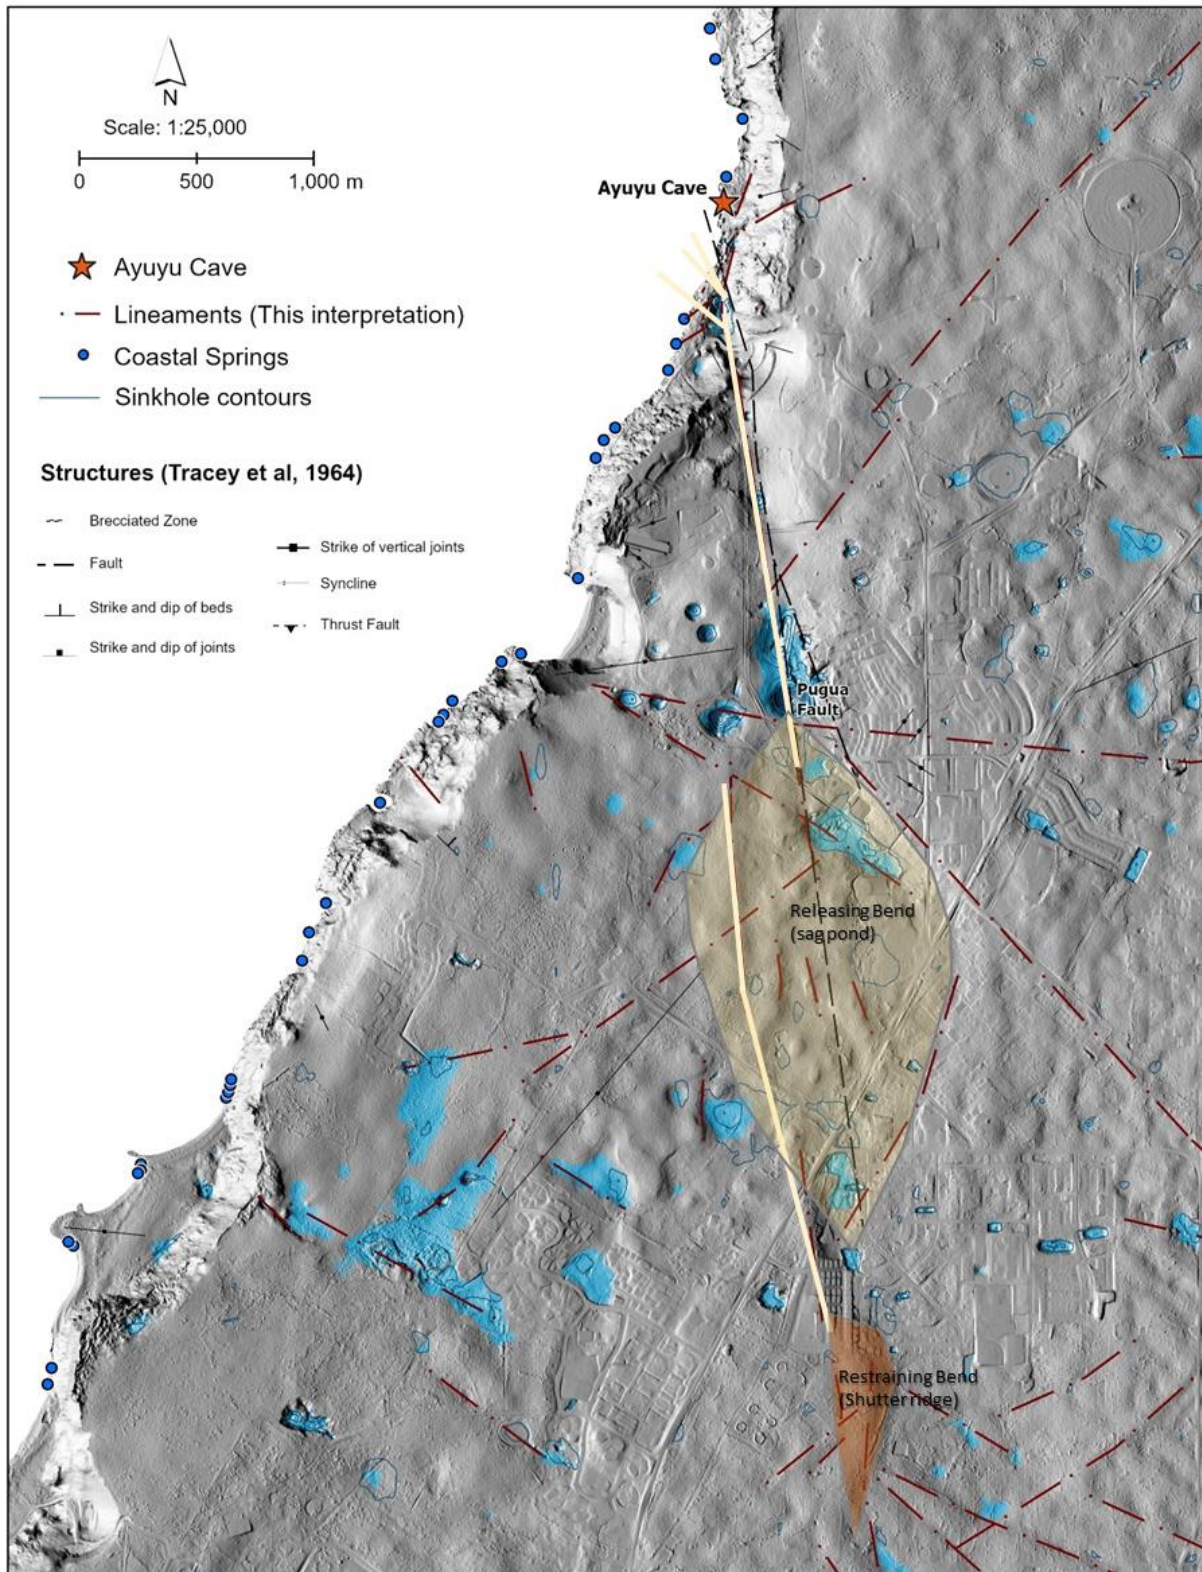 N
Scale: 1:25,000
0 500 1,000 m
Ayuyu Cave
Ayuyu Cave
Lineaments (This interpretation)
Coastal Springs
Sinkhole contours
Structures (Tracey et al, 1964)
Brecciated Zone
Fault
Strike and dip of beds
Strike and dip of joints
Strike of vertical joints
Syncline
Thrust Fault
Pugua
Fault
Releasing Bend
(sag pond)
Restraining Bend
(Shutter ridge)